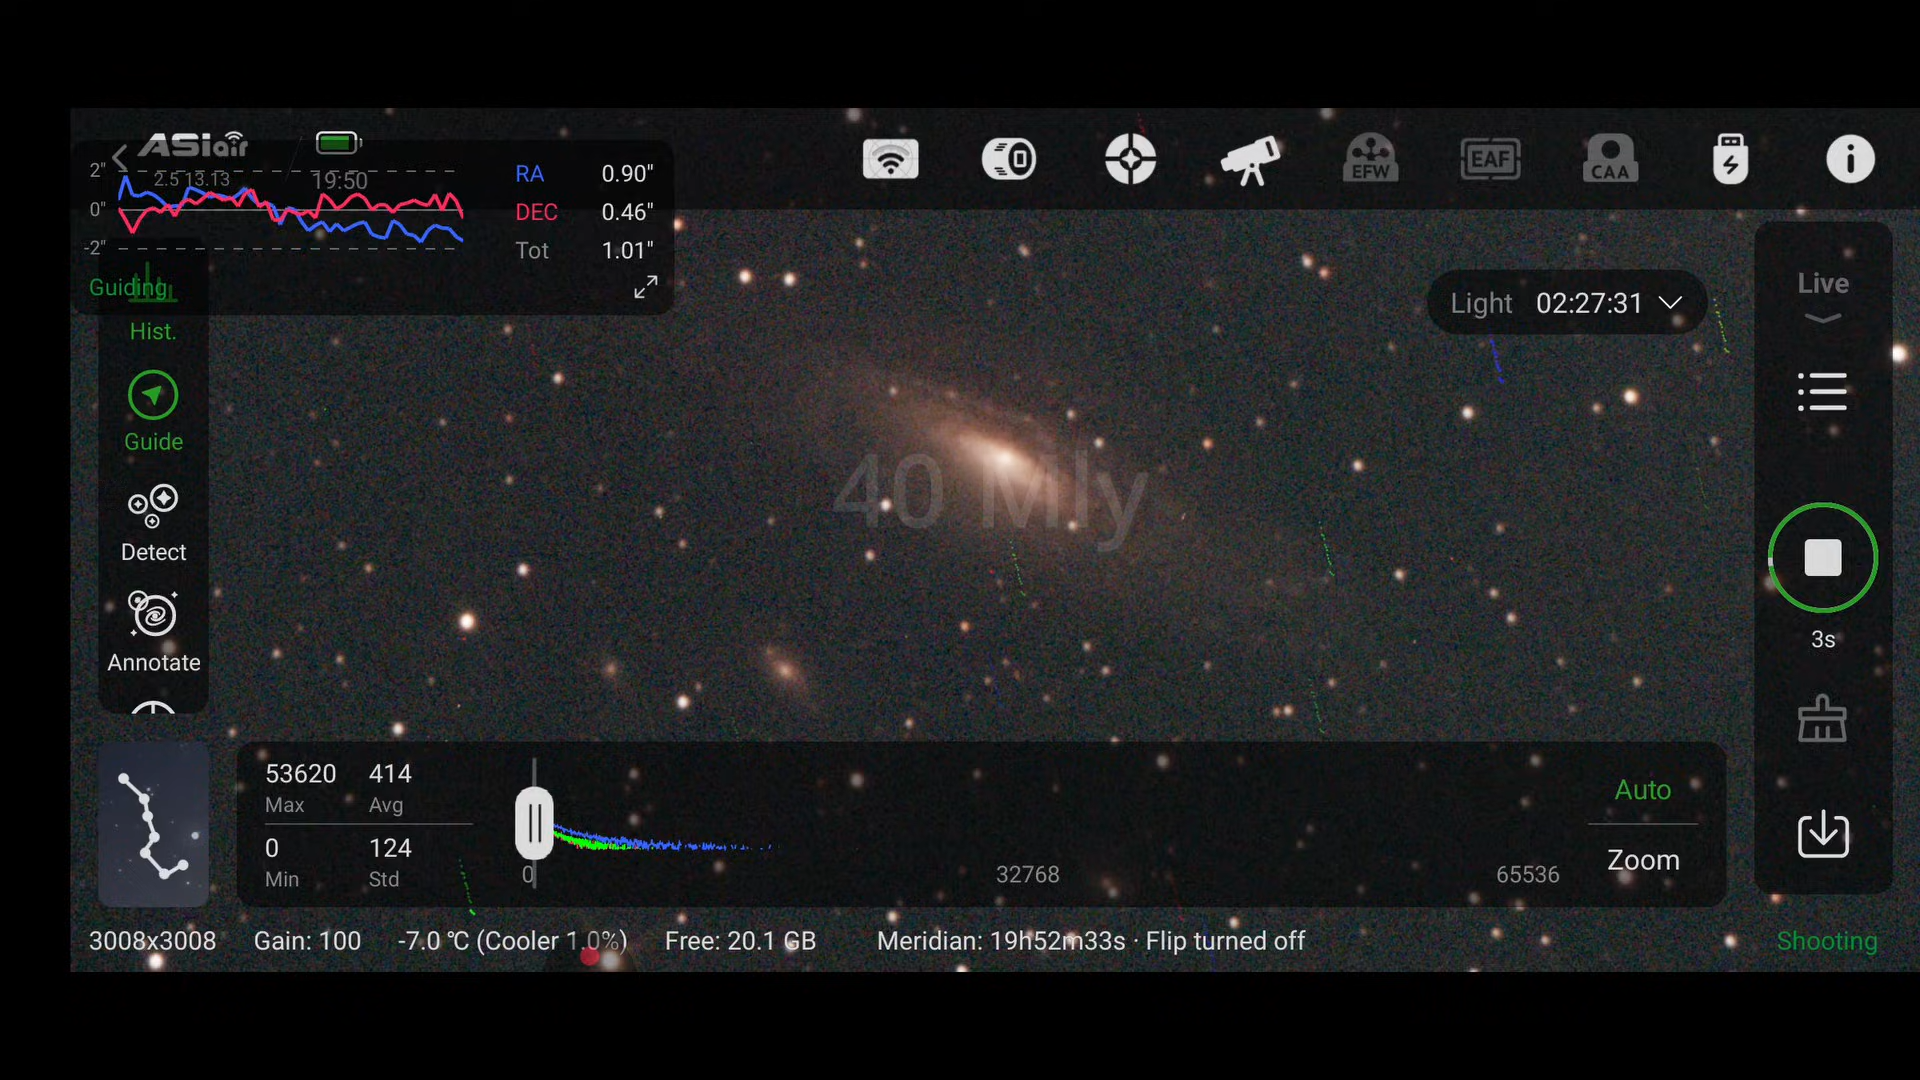 ASiair
2.5 13.13
19:50
2"
0"
-2"
RA 0.90"
DEC 0.46"
Tot 1.01"
Guiding
EFW
EAF
CAA
Hist.
Guide
Detect
Annotate
Light 02:27:31
Live
40 Mly
3s
53620 414
Max Avg
0 124
Min Std
0 32768 65536
Auto
Zoom
3008x3008 Gain: 100 -7.0 ℃ (Cooler 1.0%) Free: 20.1 GB Meridian: 19h52m33s · Flip turned off Shooting